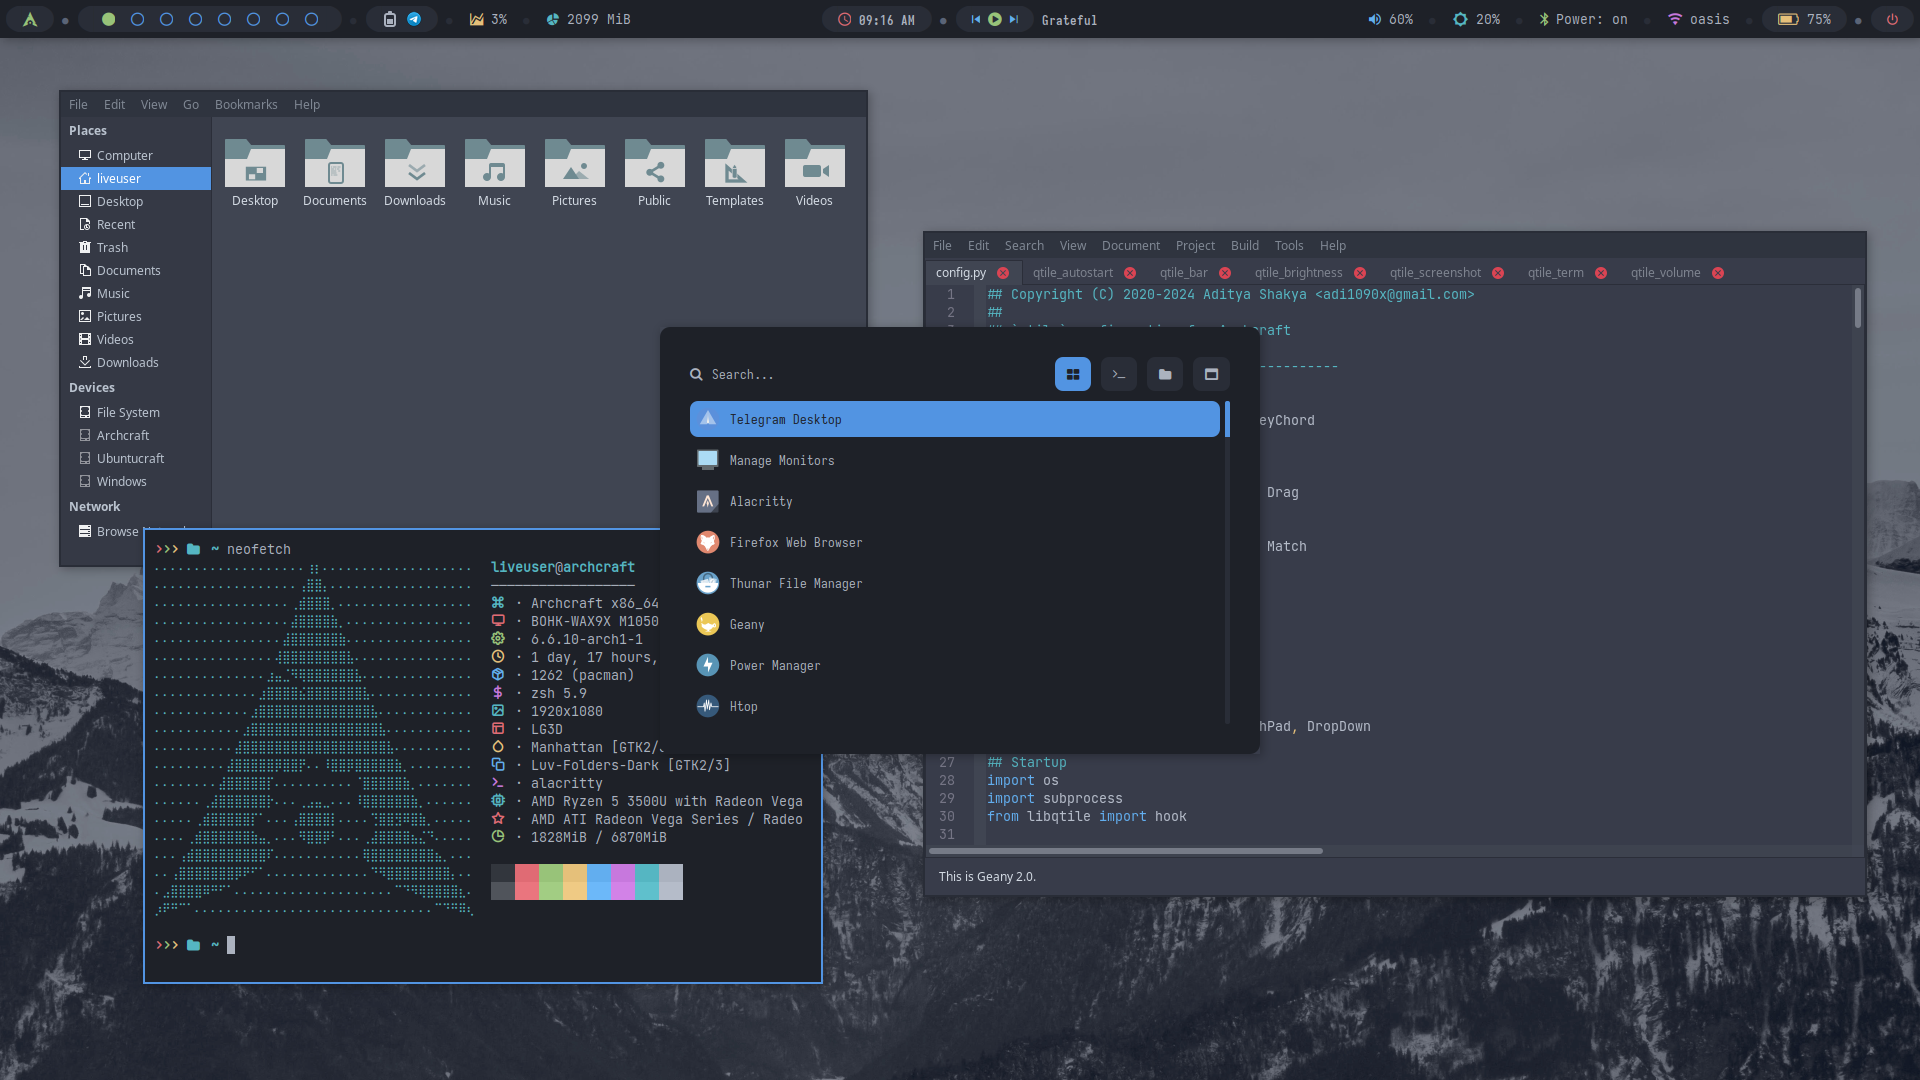 3%
2099 MiB
09:16 AM
Grateful
60%
20%
Power: on
oasis
75%
File Edit View Go Bookmarks Help
Places
Computer
liveuser
Desktop
Recent
Trash
Documents
Music
Pictures
Videos
Downloads
Devices
File System
Archcraft
Ubuntucraft
Windows
Network
Browse
Desktop Documents Downloads Music Pictures Public Templates Videos
File Edit Search View Document Project Build Tools Help
config.py qtile_autostart qtile_bar qtile_brightness qtile_screenshot qtile_term qtile_volume
1 ## Copyright (C) 2020-2024 Aditya Shakya <adi1090x@gmail.com>
2 ##
-----------
eyChord
Drag
Match
hPad, DropDown
27 ## Startup
28 import os
29 import subprocess
30 from libqtile import hook
31
This is Geany 2.0.
Search...
Telegram Desktop
Manage Monitors
Alacritty
Firefox Web Browser
Thunar File Manager
Geany
Power Manager
Htop
>>> ~ neofetch
liveuser@archcraft
· Archcraft x86_64
· BOHK-WAX9X M1050
· 6.6.10-arch1-1
· 1 day, 17 hours,
· 1262 (pacman)
· zsh 5.9
· 1920x1080
· LG3D
· Manhattan [GTK2/3
· Luv-Folders-Dark [GTK2/3]
· alacritty
· AMD Ryzen 5 3500U with Radeon Vega
· AMD ATI Radeon Vega Series / Radeo
· 1828MiB / 6870MiB
>>> ~